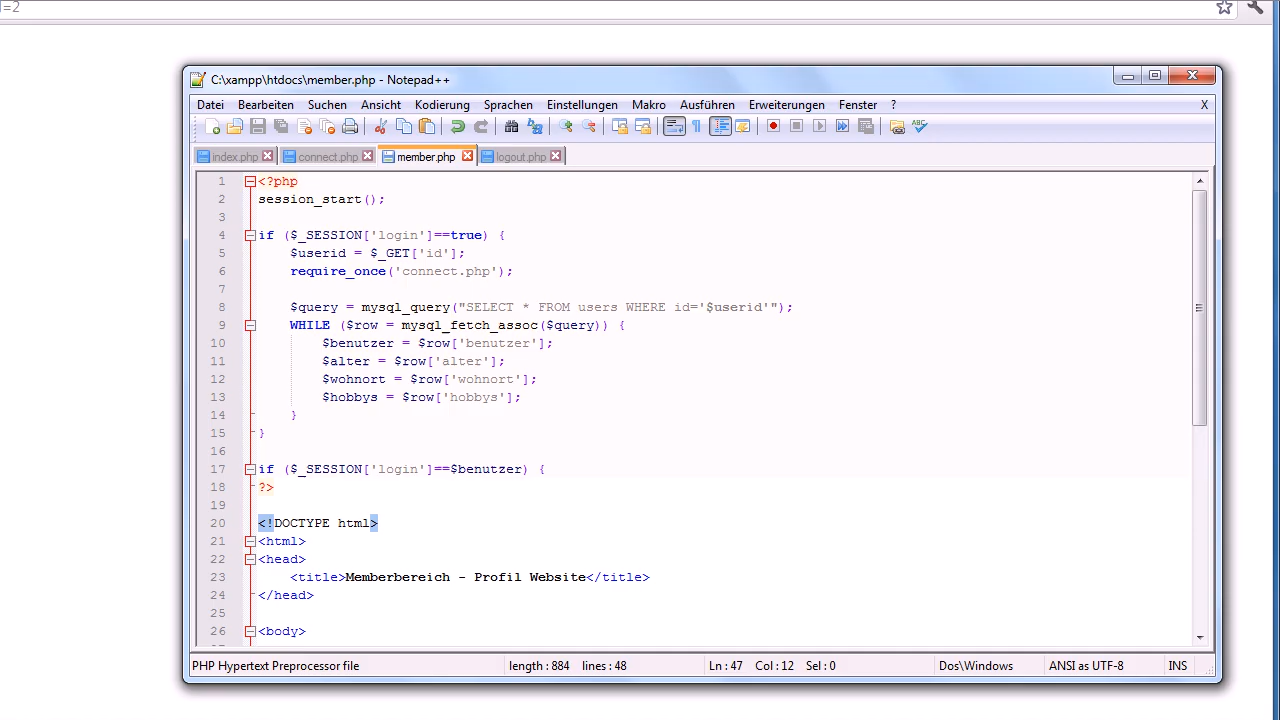 =2
C:\xampp\htdocs\member.php - Notepad++
Datei Bearbeiten Suchen Ansicht Kodierung Sprachen Einstellungen Makro Ausführen Erweiterungen Fenster ? X
index.php connect.php member.php logout.php
1 <?php
2 session_start();
3
4 if ($_SESSION['login']==true) {
5 $userid = $_GET['id'];
6 require_once('connect.php');
7
8 $query = mysql_query("SELECT * FROM users WHERE id='$userid'");
9 WHILE ($row = mysql_fetch_assoc($query)) {
10 $benutzer = $row['benutzer'];
11 $alter = $row['alter'];
12 $wohnort = $row['wohnort'];
13 $hobbys = $row['hobbys'];
14 }
15 }
16
17 if ($_SESSION['login']==$benutzer) {
18 ?>
19
20 <!DOCTYPE html>
21 <html>
22 <head>
23 <title>Memberbereich - Profil Website</title>
24 </head>
25
26 <body>
PHP Hypertext Preprocessor file length : 884 lines : 48 Ln : 47 Col : 12 Sel : 0 Dos\Windows ANSI as UTF-8 INS